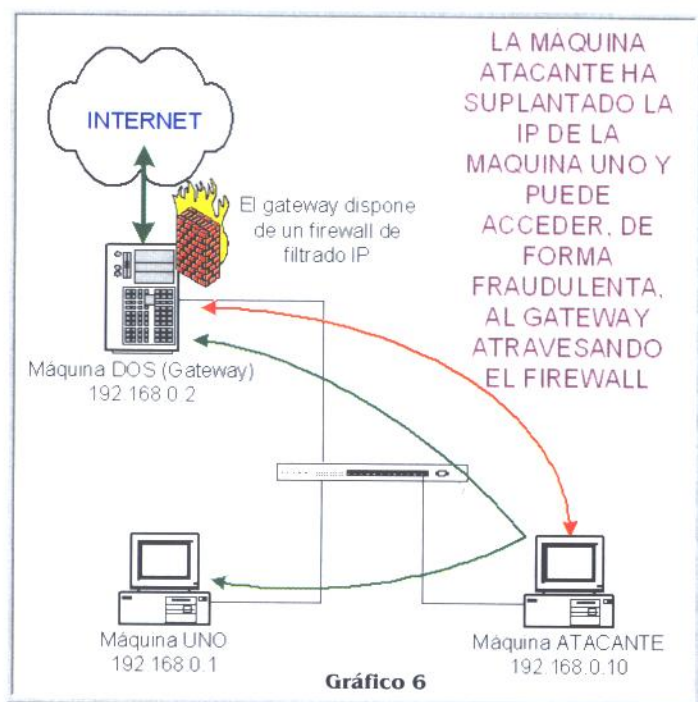 LA MÁQUINA
ATACANTE HA
SUPLANTADO LA
IP DE LA
MAQUINA UNO Y
PUEDE
ACCEDER, DE
FORMA
FRAUDULENTA,
AL GATEWAY
ATRAVESANDO
EL FIREWALL
INTERNET
El gateway dispone
de un firewall de
filtrado IP
Máquina DOS (Gateway)
192.168.0.2
Máquina UNO
192.168.0.1
Máquina ATACANTE
192.168.0.10
Gráfico 6